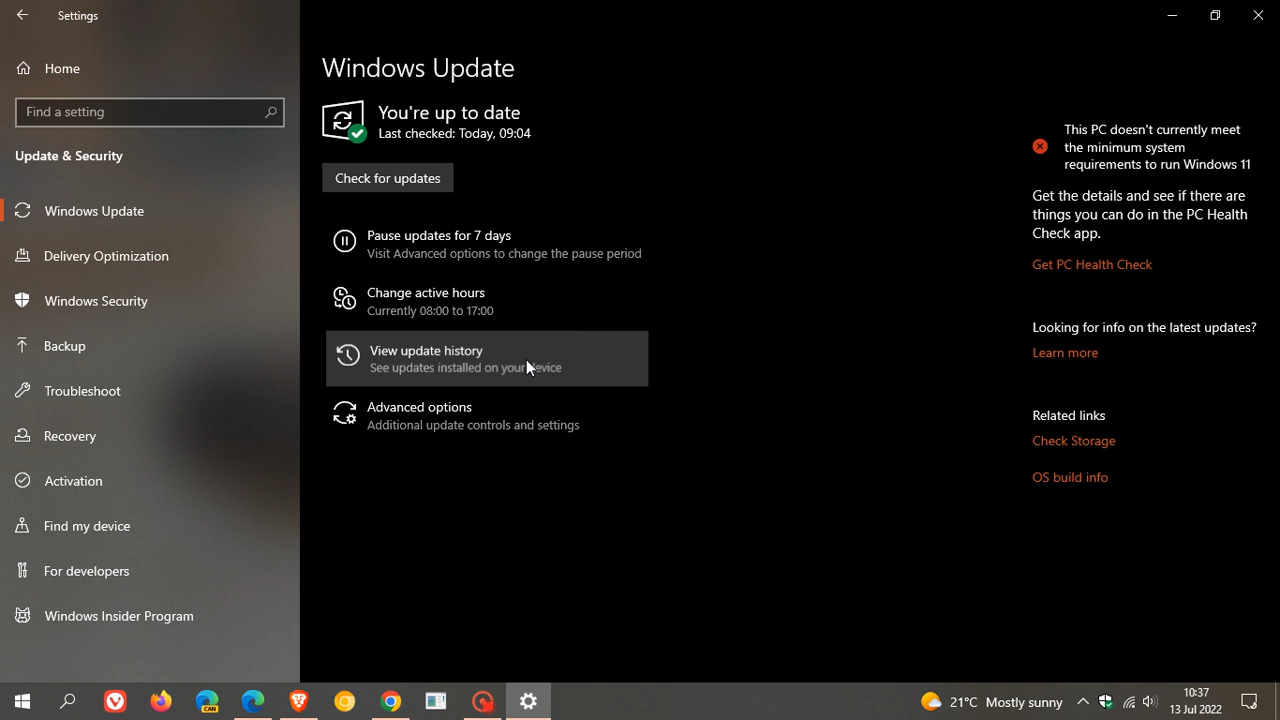 Settings
Home
Find a setting
Update & Security
Windows Update
Delivery Optimization
Windows Security
Backup
Troubleshoot
Recovery
Activation
Find my device
For developers
Windows Insider Program
Windows Update
You're up to date
Last checked: Today, 09:04
Check for updates
Pause updates for 7 days
Visit Advanced options to change the pause period
Change active hours
Currently 08:00 to 17:00
View update history
See updates installed on your device
Advanced options
Additional update controls and settings
This PC doesn't currently meet
the minimum system
requirements to run Windows 11
Get the details and see if there are
things you can do in the PC Health
Check app.
Get PC Health Check
Looking for info on the latest updates?
Learn more
Related links
Check Storage
OS build info
CAN
21°C Mostly sunny
10:37
13 Jul 2022